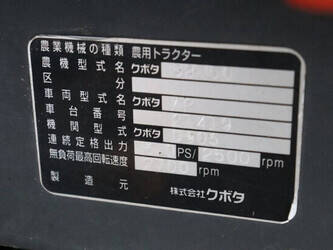 農業機械の種類 農用トラクター
農機型式名 クボタ
区分
車両型式名 クボタ
車台番号
機関型式 クボタ
連続定格出力 PS/2500rpm
無負荷最高回転速度 2700rpm
製造元 株式会社クボタ